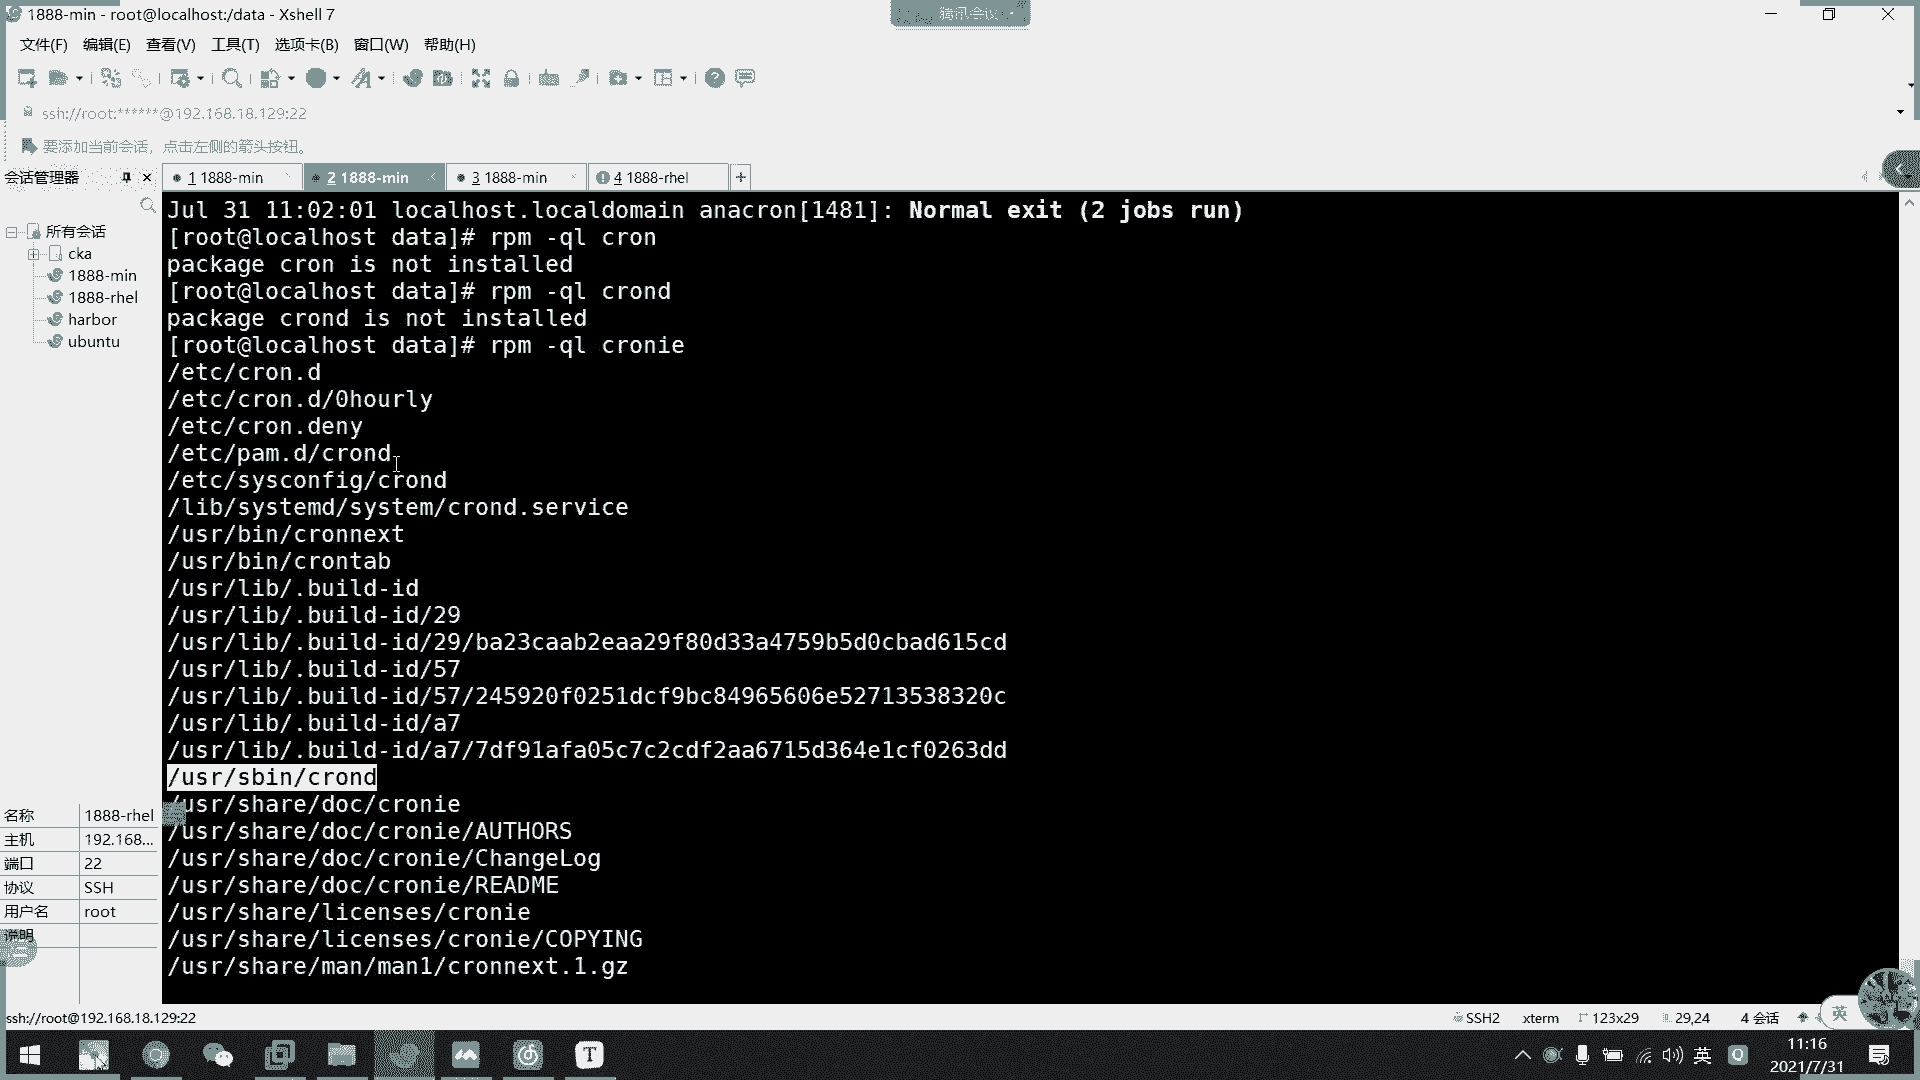 1888-min - root@localhost:/data - Xshell 7
腾讯会议
文件(F) 编辑(E) 查看(V) 工具(T) 选项卡(B) 窗口(W) 帮助(H)
ssh://root:******@192.168.18.129:22
要添加当前会话，点击左侧的箭头按钮。
会话管理器
1 1888-min
2 1888-min
3 1888-min
4 1888-rhel
所有会话
cka
1888-min
1888-rhel
harbor
ubuntu
Jul 31 11:02:01 localhost.localdomain anacron[1481]: Normal exit (2 jobs run)
[root@localhost data]# rpm -ql cron
package cron is not installed
[root@localhost data]# rpm -ql crond
package crond is not installed
[root@localhost data]# rpm -ql cronie
/etc/cron.d
/etc/cron.d/0hourly
/etc/cron.deny
/etc/pam.d/crond
/etc/sysconfig/crond
/lib/systemd/system/crond.service
/usr/bin/cronnext
/usr/bin/crontab
/usr/lib/.build-id
/usr/lib/.build-id/29
/usr/lib/.build-id/29/ba23caab2eaa29f80d33a4759b5d0cbad615cd
/usr/lib/.build-id/57
/usr/lib/.build-id/57/245920f0251dcf9bc84965606e52713538320c
/usr/lib/.build-id/a7
/usr/lib/.build-id/a7/7df91afa05c7c2cdf2aa6715d364e1cf0263dd
/usr/sbin/crond
/usr/share/doc/cronie
/usr/share/doc/cronie/AUTHORS
/usr/share/doc/cronie/ChangeLog
/usr/share/doc/cronie/README
/usr/share/licenses/cronie
/usr/share/licenses/cronie/COPYING
/usr/share/man/man1/cronnext.1.gz
名称 1888-rhel
主机 192.168...
端口 22
协议 SSH
用户名 root
说明
ssh://root@192.168.18.129:22
SSH2 xterm 123x29 29,24 4 会话
英
英
11:16
2021/7/31